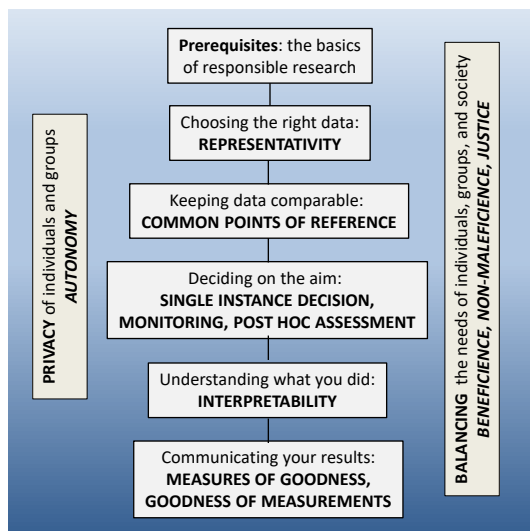 Prerequisites: the basics
of responsible research
Choosing the right data:
REPRESENTATIVITY
Keeping data comparable:
COMMON POINTS OF REFERENCE
Deciding on the aim:
SINGLE INSTANCE DECISION,
MONITORING, POST HOC ASSESSMENT
Understanding what you did:
INTERPRETABILITY
Communicating your results:
MEASURES OF GOODNESS,
GOODNESS OF MEASUREMENTS
PRIVACY of individuals and groups
AUTONOMY
BALANCING the needs of individuals, groups, and society
BENEFICIENCE, NON-MALEFICIENCE, JUSTICE